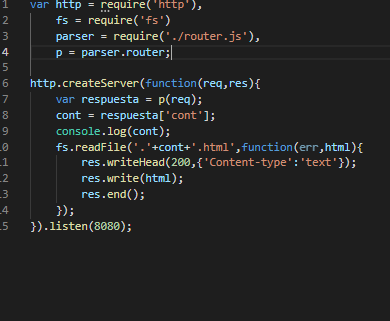 1 var http = require('http'),
2 fs = require('fs')
3 parser = require('./router.js'),
4 p = parser.router;
5
6 http.createServer(function(req,res){
7 var respuesta = p(req);
8 cont = respuesta['cont'];
9 console.log(cont);
10 fs.readFile('.'+cont+'.html',function(err,html){
11 res.writeHead(200,{'Content-type':'text'});
12 res.write(html);
13 res.end();
14 });
15 }).listen(8080);